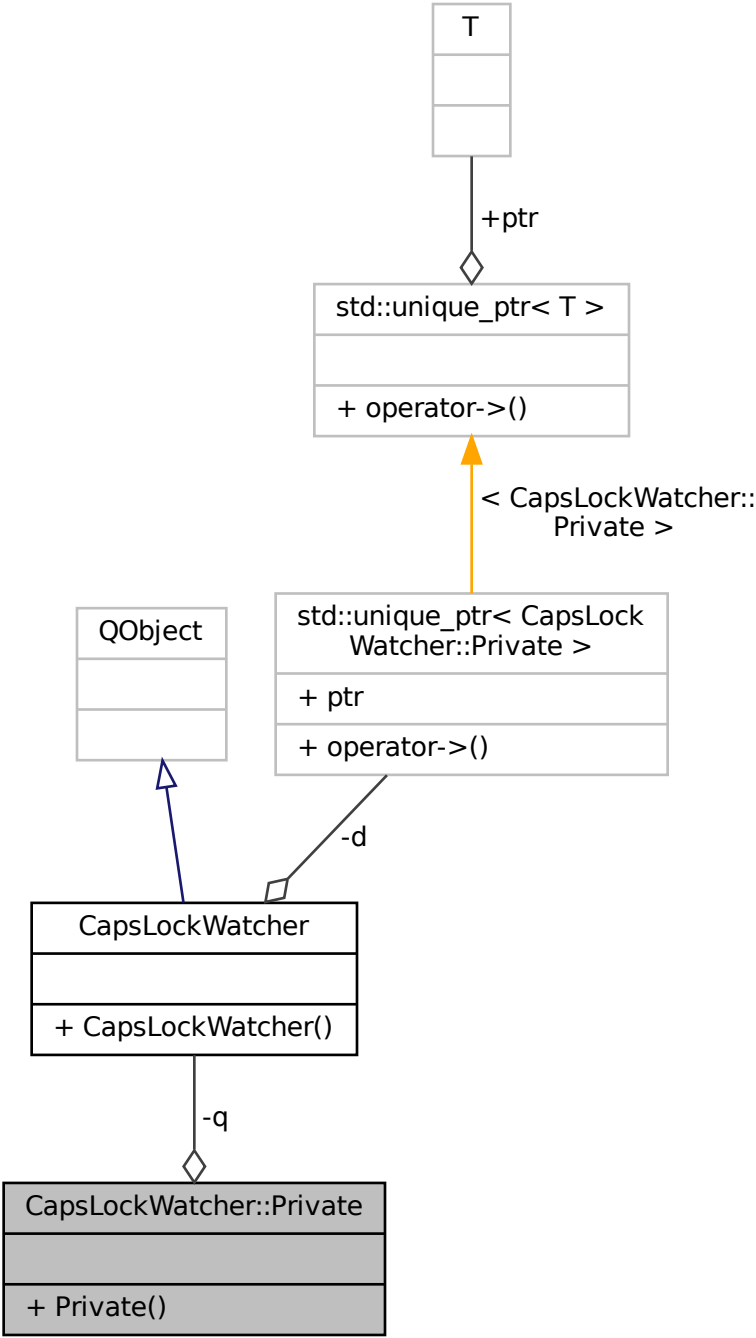 T
+ptr
std::unique_ptr< T >
+ operator->()
< CapsLockWatcher::
Private >
QObject
std::unique_ptr< CapsLock
Watcher::Private >
+ ptr
+ operator->()
-d
CapsLockWatcher
+ CapsLockWatcher()
-q
CapsLockWatcher::Private
+ Private()